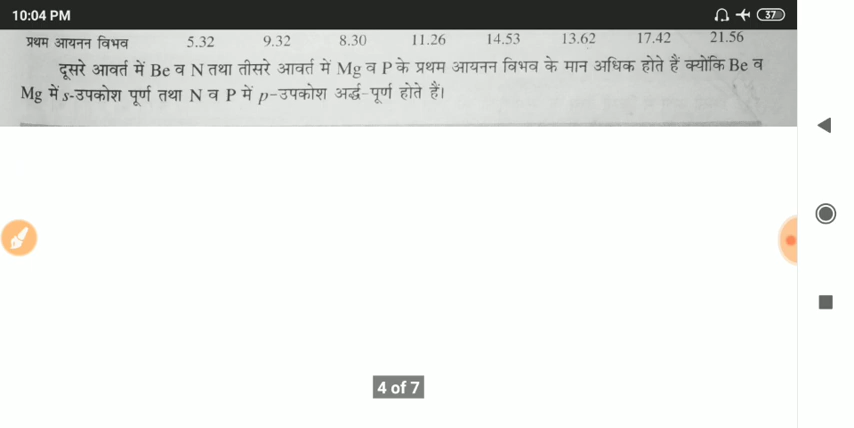 10:04 PM
37
प्रथम आयनन विभव 5.32 9.32 8.30 11.26 14.53 13.62 17.42 21.56
दूसरे आवर्त में Be व N तथा तीसरे आवर्त में Mg व P के प्रथम आयनन विभव के मान अधिक होते हैं क्योंकि Be व
Mg में s-उपकोश पूर्ण तथा N व P में p-उपकोश अर्द्ध-पूर्ण होते हैं।
4 of 7